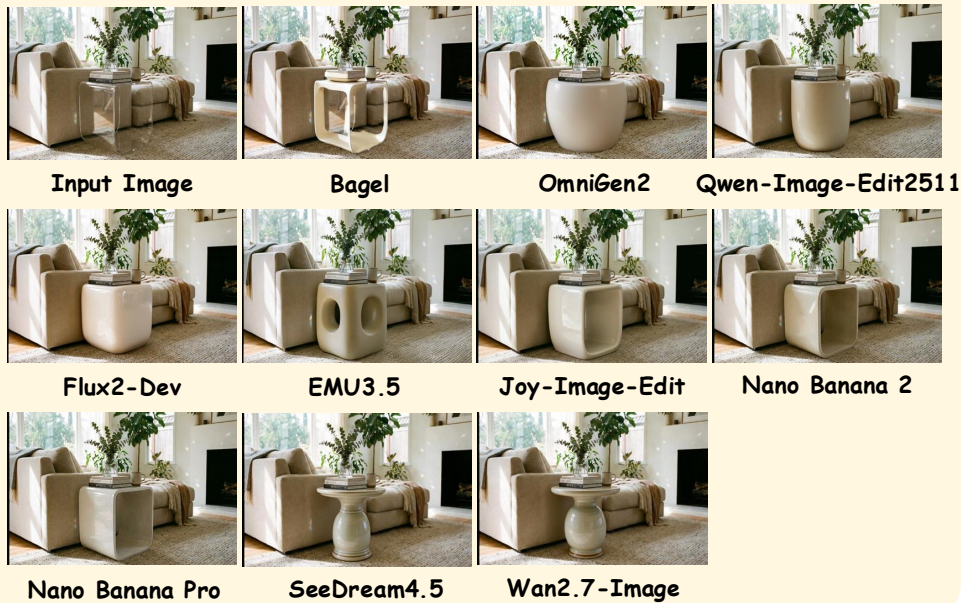 Input Image
Bagel
OmniGen2
Qwen-Image-Edit2511
Flux2-Dev
EMU3.5
Joy-Image-Edit
Nano Banana 2
Nano Banana Pro
SeeDream4.5
Wan2.7-Image